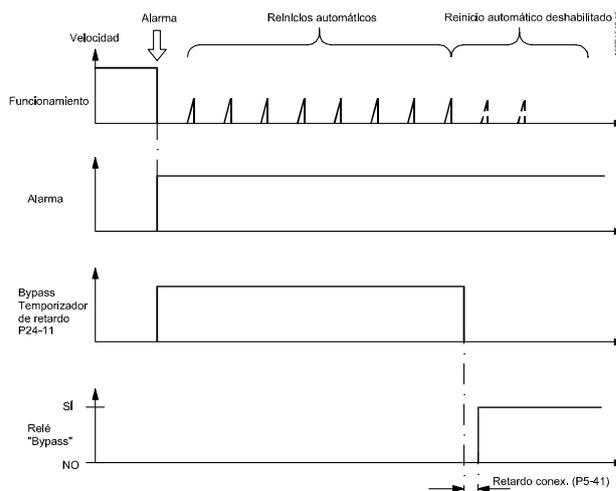 Alarma
Reiniclos automátIcos
Reinicio automático deshabilitado
Velocidad
Funcionamiento
Alarma
Bypass
Temporizador
de retardo
P24-11
SÍ
Relé
"Bypass"
NO
Retardo conex. (P5-41)